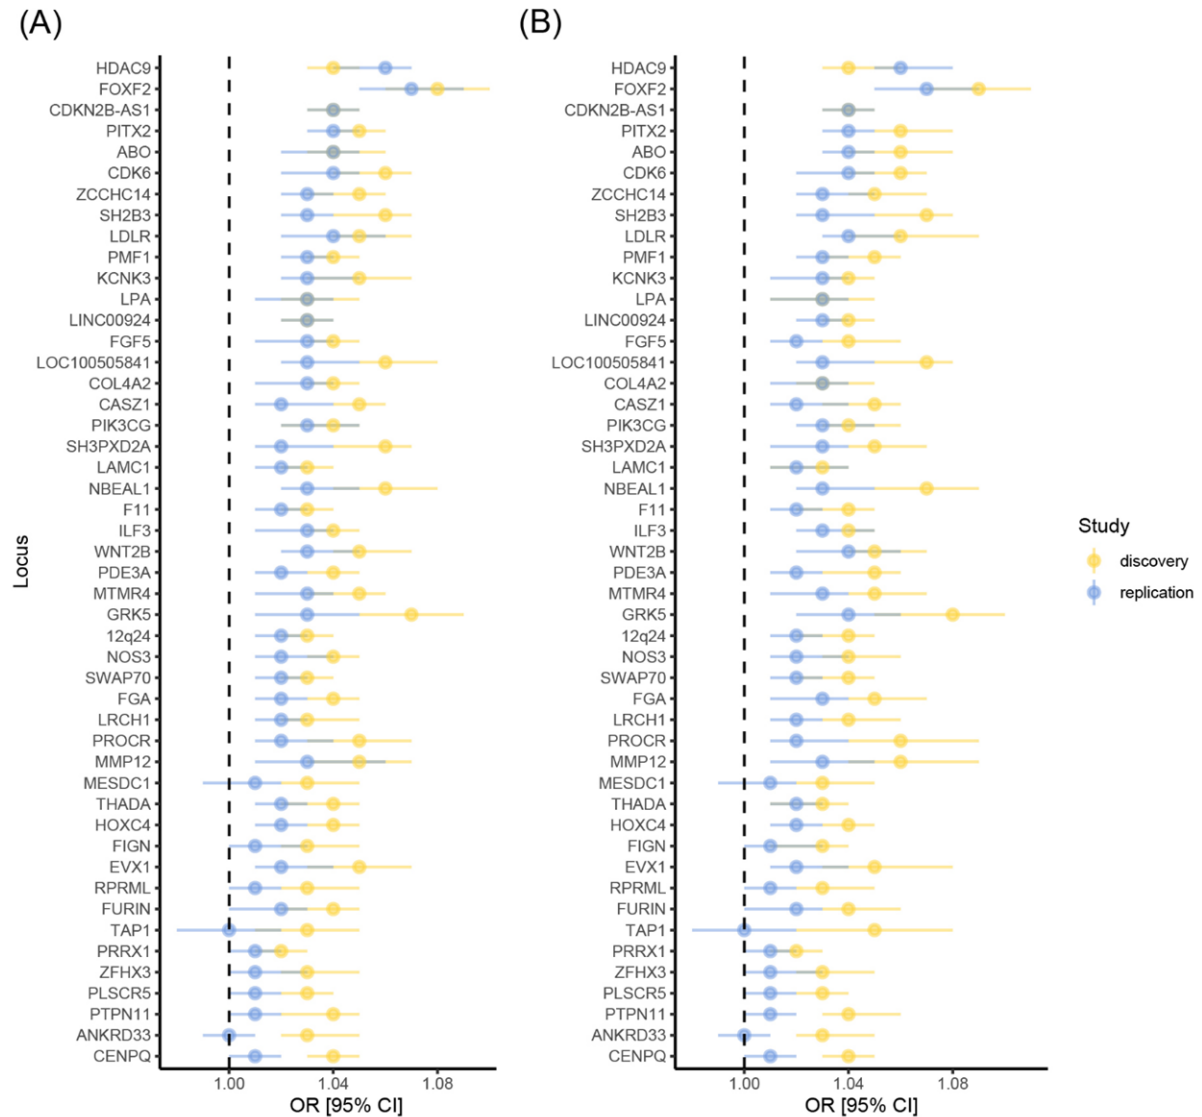 (A)
(B)
Locus
HDAC9
FOXF2
CDKN2B-AS1
PITX2
ABO
CDK6
ZCCHC14
SH2B3
LDLR
PMF1
KCNK3
LPA
LINC00924
FGF5
LOC100505841
COL4A2
CASZ1
PIK3CG
SH3PXD2A
LAMC1
NBEAL1
F11
ILF3
WNT2B
PDE3A
MTMR4
GRK5
12q24
NOS3
SWAP70
FGA
LRCH1
PROCR
MMP12
MESDC1
THADA
HOXC4
FIGN
EVX1
RPRML
FURIN
TAP1
PRRX1
ZFHX3
PLSCR5
PTPN11
ANKRD33
CENPQ
1.00 1.04 1.08
OR [95% CI]
HDAC9
FOXF2
CDKN2B-AS1
PITX2
ABO
CDK6
ZCCHC14
SH2B3
LDLR
PMF1
KCNK3
LPA
LINC00924
FGF5
LOC100505841
COL4A2
CASZ1
PIK3CG
SH3PXD2A
LAMC1
NBEAL1
F11
ILF3
WNT2B
PDE3A
MTMR4
GRK5
12q24
NOS3
SWAP70
FGA
LRCH1
PROCR
MMP12
MESDC1
THADA
HOXC4
FIGN
EVX1
RPRML
FURIN
TAP1
PRRX1
ZFHX3
PLSCR5
PTPN11
ANKRD33
CENPQ
1.00 1.04 1.08
OR [95% CI]
Study
discovery
replication